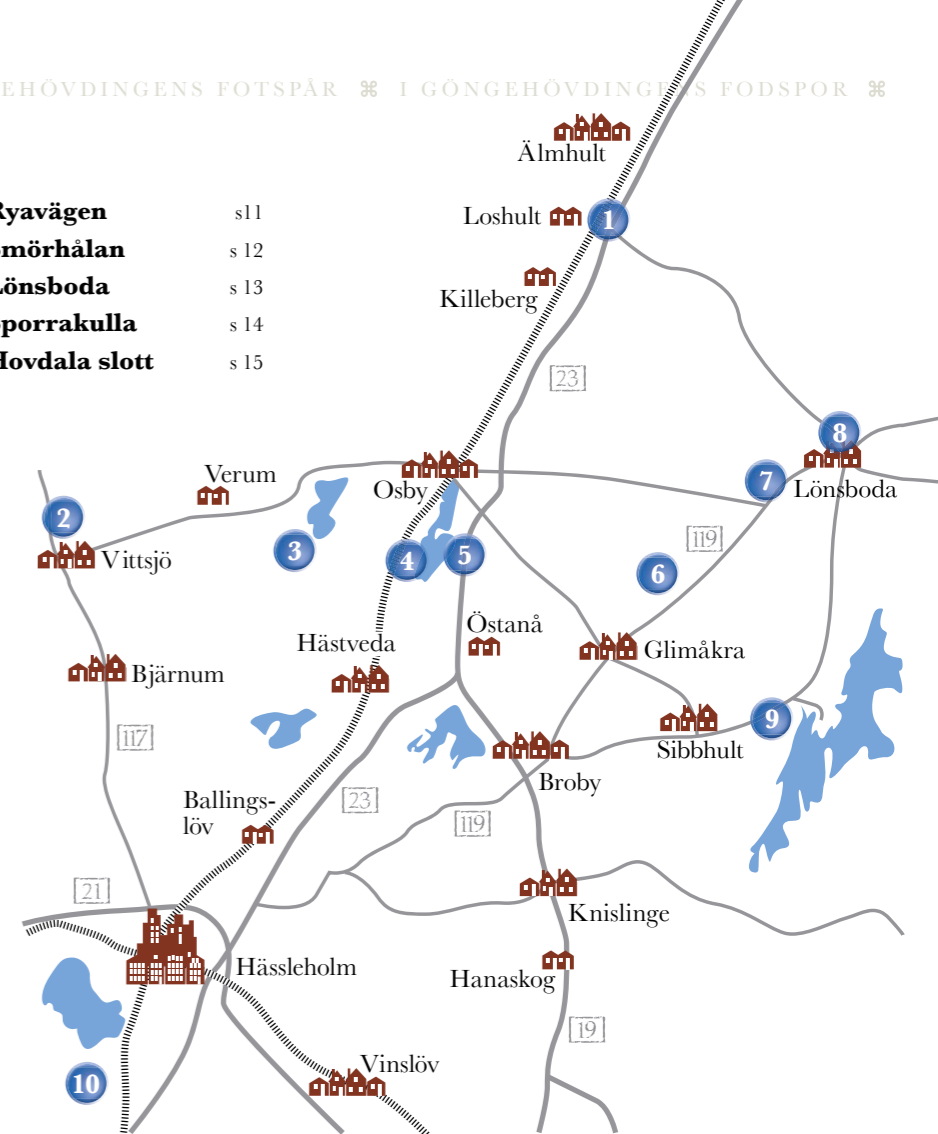 EHÖVDINGENS FOTSPÅR ⌘ I GÖNGEHÖVDINGENS FODSPOR ⌘
Älmhult
Ryavägen s11
Loshult
1
mörhålan s 12
Lönsboda s 13
Killeberg
porrakulla s 14
Hovdala slott s 15
23
8
Verum
Osby
7
Lönsboda
2
Vittsjö
3
4
5
119
6
Östanå
Hästveda
Glimåkra
Bjärnum
9
117
Sibbhult
Broby
Ballings-
löv
23
119
21
Knislinge
Hässleholm
Hanaskog
19
Vinslöv
10